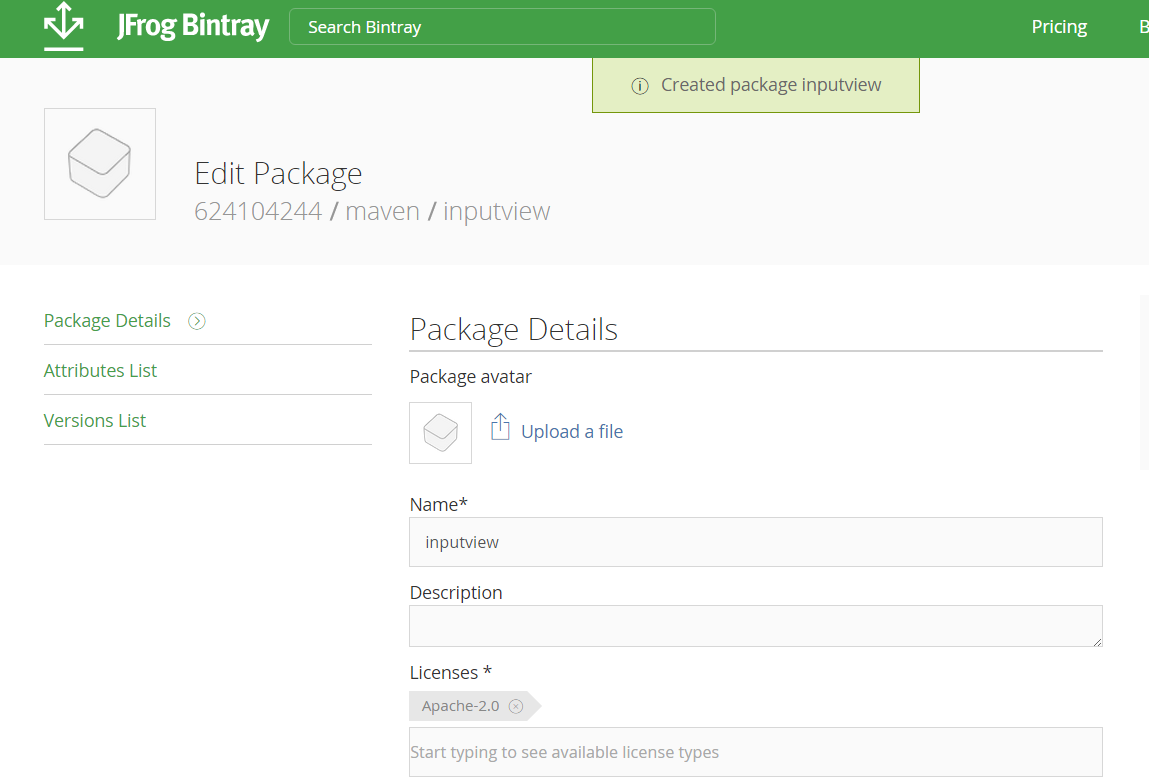 JFrog Bintray
Search Bintray
Pricing
B
Created package inputview
Edit Package
624104244 / maven / inputview
Package Details
Attributes List
Versions List
Package Details
Package avatar
Upload a file
Name*
inputview
Description
Licenses *
Apache-2.0
Start typing to see available license types